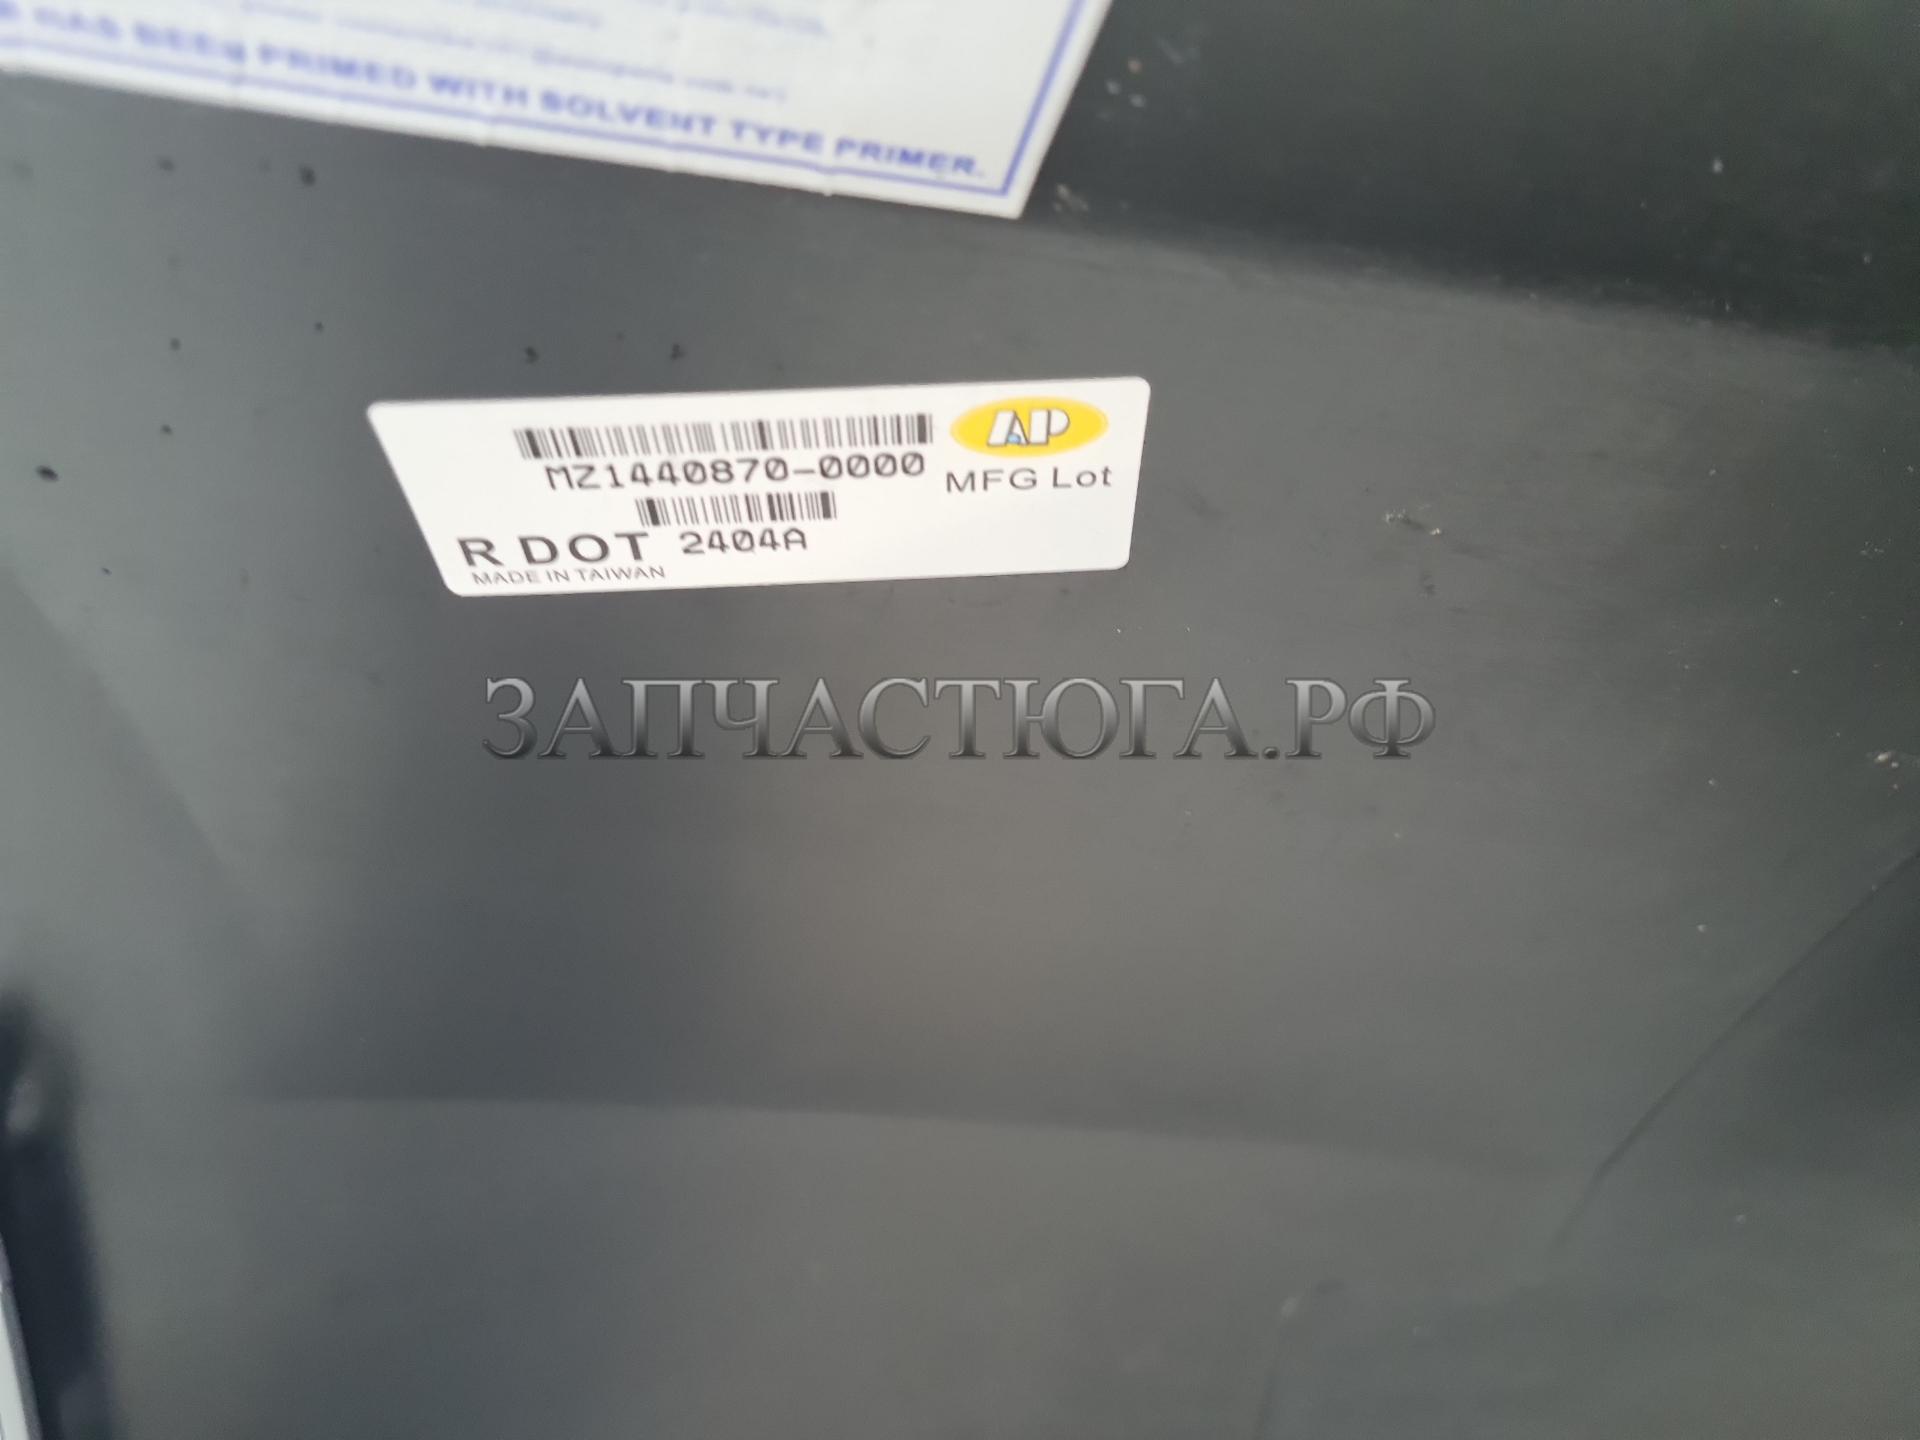 HAS BEEN PRIMED WITH SOLVENT TYPE PRIMER.
AP
MZ1440870-0000
MFG Lot
R DOT 2404A
MADE IN TAIWAN
ЗАПЧАСТЮГА.РФ